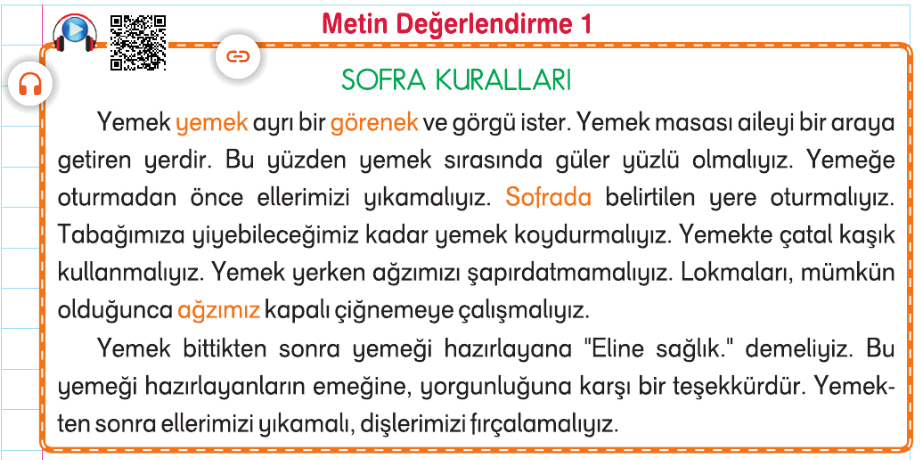 Metin Değerlendirme 1
SOFRA KURALLARI
Yemek yemek ayrı bir görenek ve görgü ister. Yemek masası aileyi bir araya
getiren yerdir. Bu yüzden yemek sırasında güler yüzlü olmalıyız. Yemeğe
oturmadan önce ellerimizi yıkamalıyız. Sofrada belirtilen yere oturmalıyız.
Tabağımıza yiyebileceğimiz kadar yemek koydurmalıyız. Yemekte çatal kaşık
kullanmalıyız. Yemek yerken ağzımızı şapırdatmamalıyız. Lokmaları, mümkün
olduğunca ağzımız kapalı çiğnemeye çalışmalıyız.
Yemek bittikten sonra yemeği hazırlayana "Eline sağlık." demeliyiz. Bu
yemeği hazırlayanların emeğine, yorgunluğuna karşı bir teşekkürdür. Yemek-
ten sonra ellerimizi yıkamalı, dişlerimizi fırçalamalıyız.